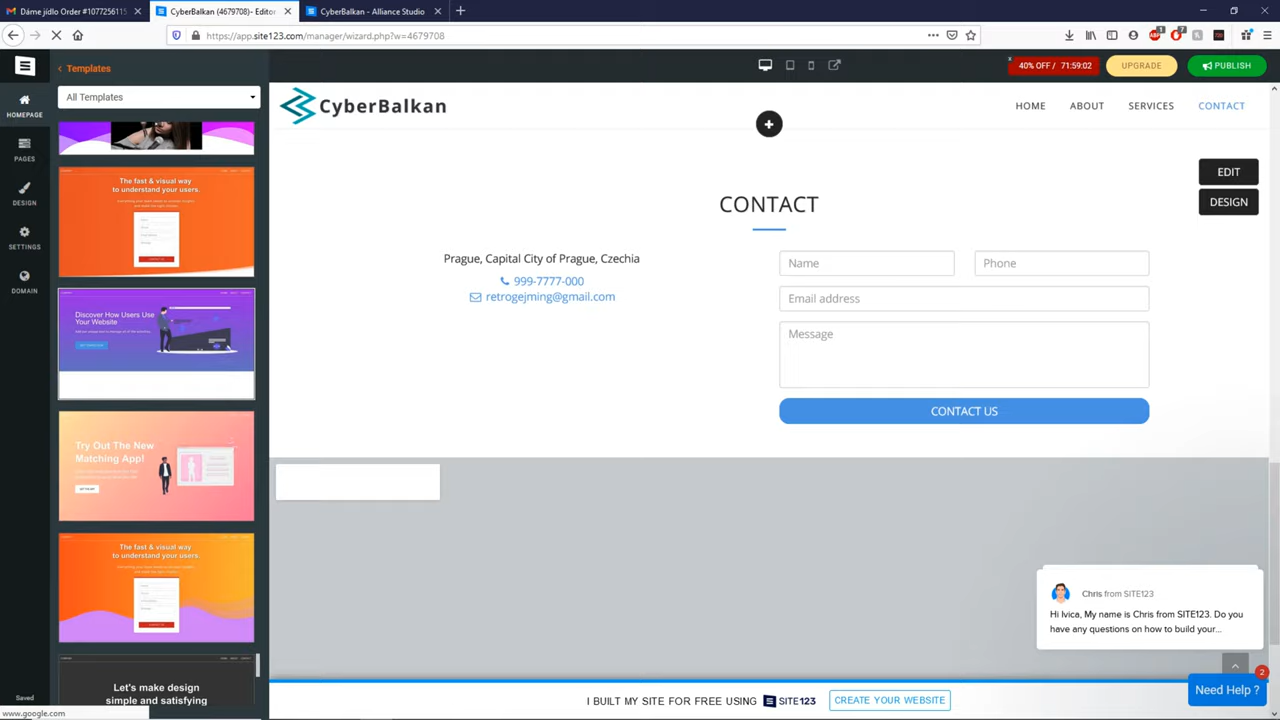 Dáme jídlo Order #1077256115
CyberBalkan (4679708)- Editor
CyberBalkan - Alliance Studio
https://app.site123.com/manager/wizard.php?w=4679708
Templates
All Templates
HOMEPAGE
PAGES
DESIGN
SETTINGS
DOMAIN
40% OFF / 71:59:02
UPGRADE
PUBLISH
CyberBalkan
HOME
ABOUT
SERVICES
CONTACT
EDIT
DESIGN
CONTACT
Prague, Capital City of Prague, Czechia
999-7777-000
retrogejming@gmail.com
Name
Phone
Email address
Message
CONTACT US
The fast & visual way
to understand your users.
Discover How Users Use
Your Website
Try Out The New
Matching App!
The fast & visual way
to understand your users.
Let's make design
simple and satisfying
Chris from SITE123
Hi Ivica, My name is Chris from SITE123. Do you
have any questions on how to build your...
2
Need Help ?
I BUILT MY SITE FOR FREE USING
SITE123
CREATE YOUR WEBSITE
Saved
www.google.com